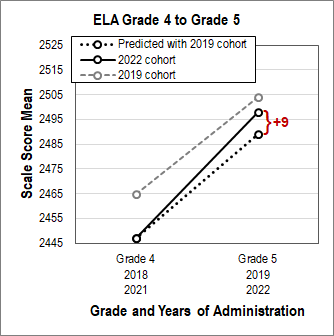 ELA Grade 4 to Grade 5
Predicted with 2019 cohort
2022 cohort
2019 cohort
2525
2515
2505
2495
2485
2475
2465
2455
2445
Scale Score Mean
+9
Grade 4 Grade 5
2018 2019
2021 2022
Grade and Years of Administration